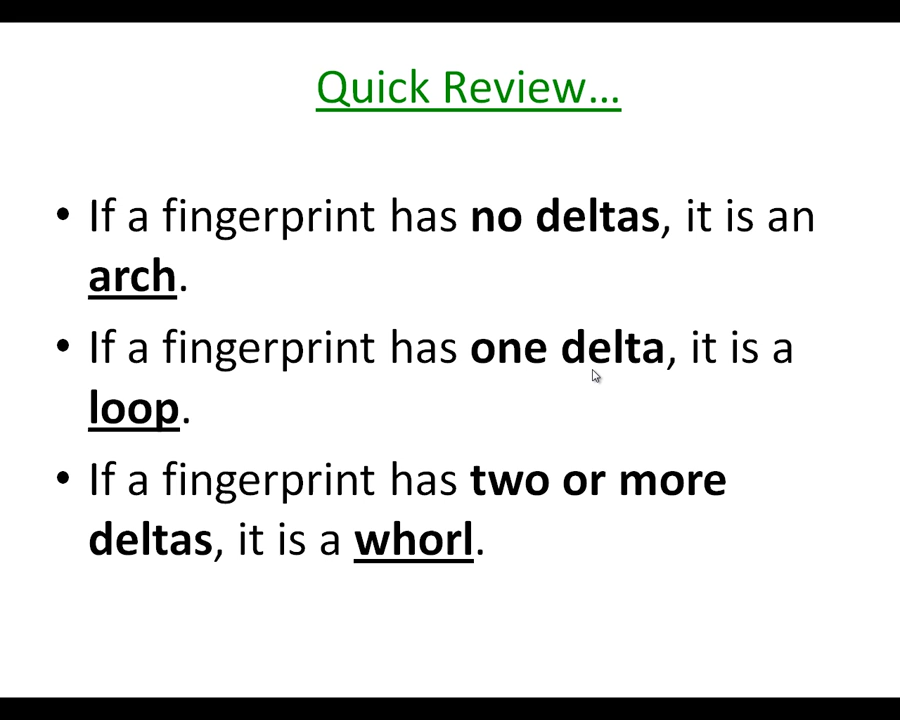 Quick Review...
• If a fingerprint has no deltas, it is an
arch.
• If a fingerprint has one delta, it is a
loop.
• If a fingerprint has two or more
deltas, it is a whorl.